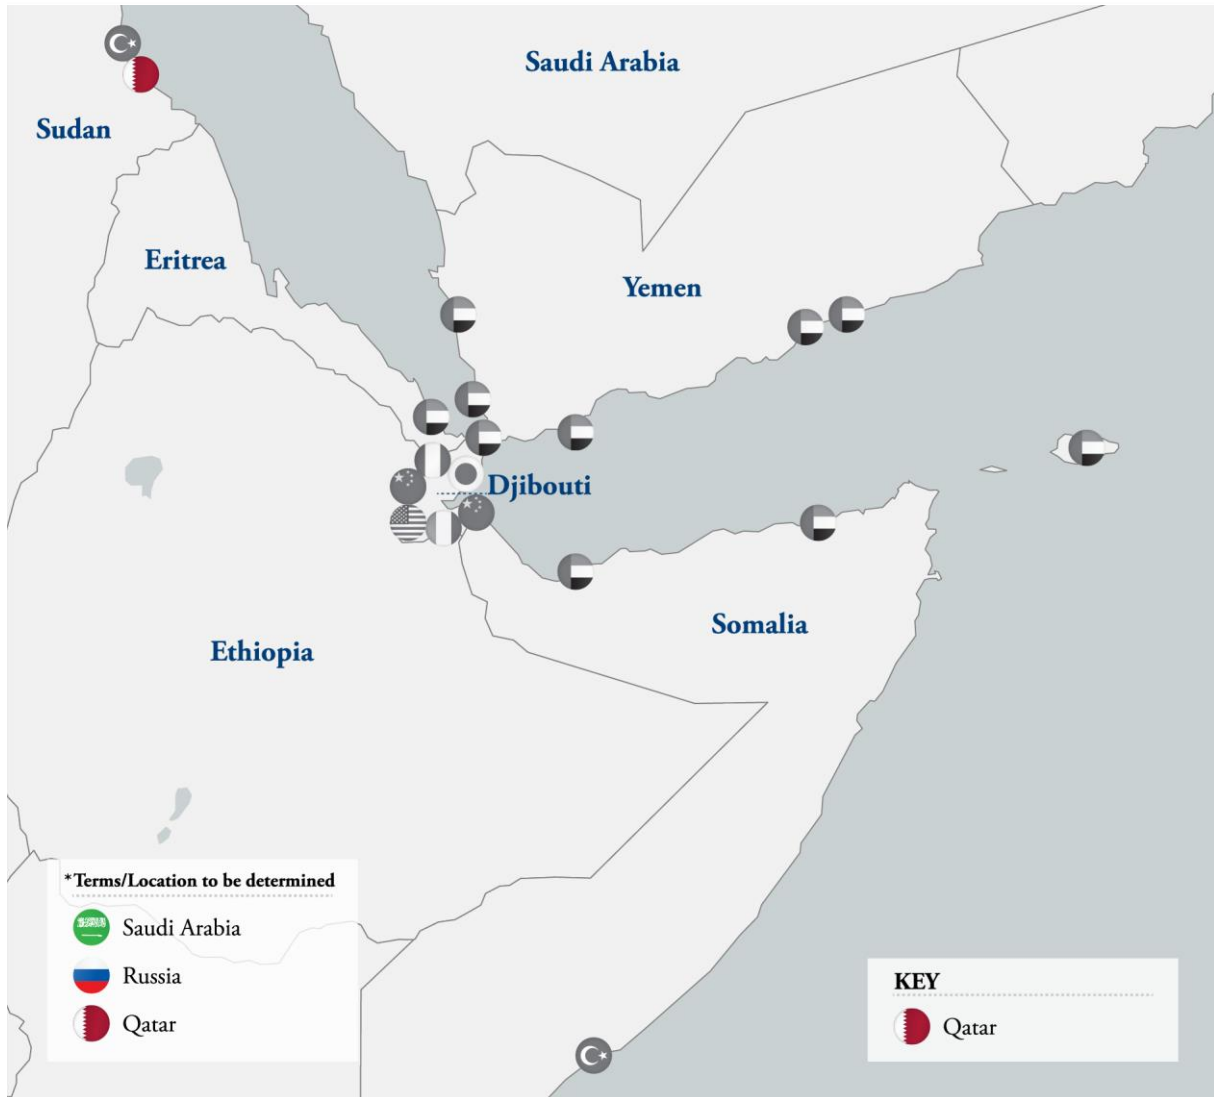 Saudi Arabia
Sudan
Eritrea
Yemen
Djibouti
Somalia
Ethiopia
*Terms/Location to be determined
Saudi Arabia
Russia
Qatar
KEY
Qatar